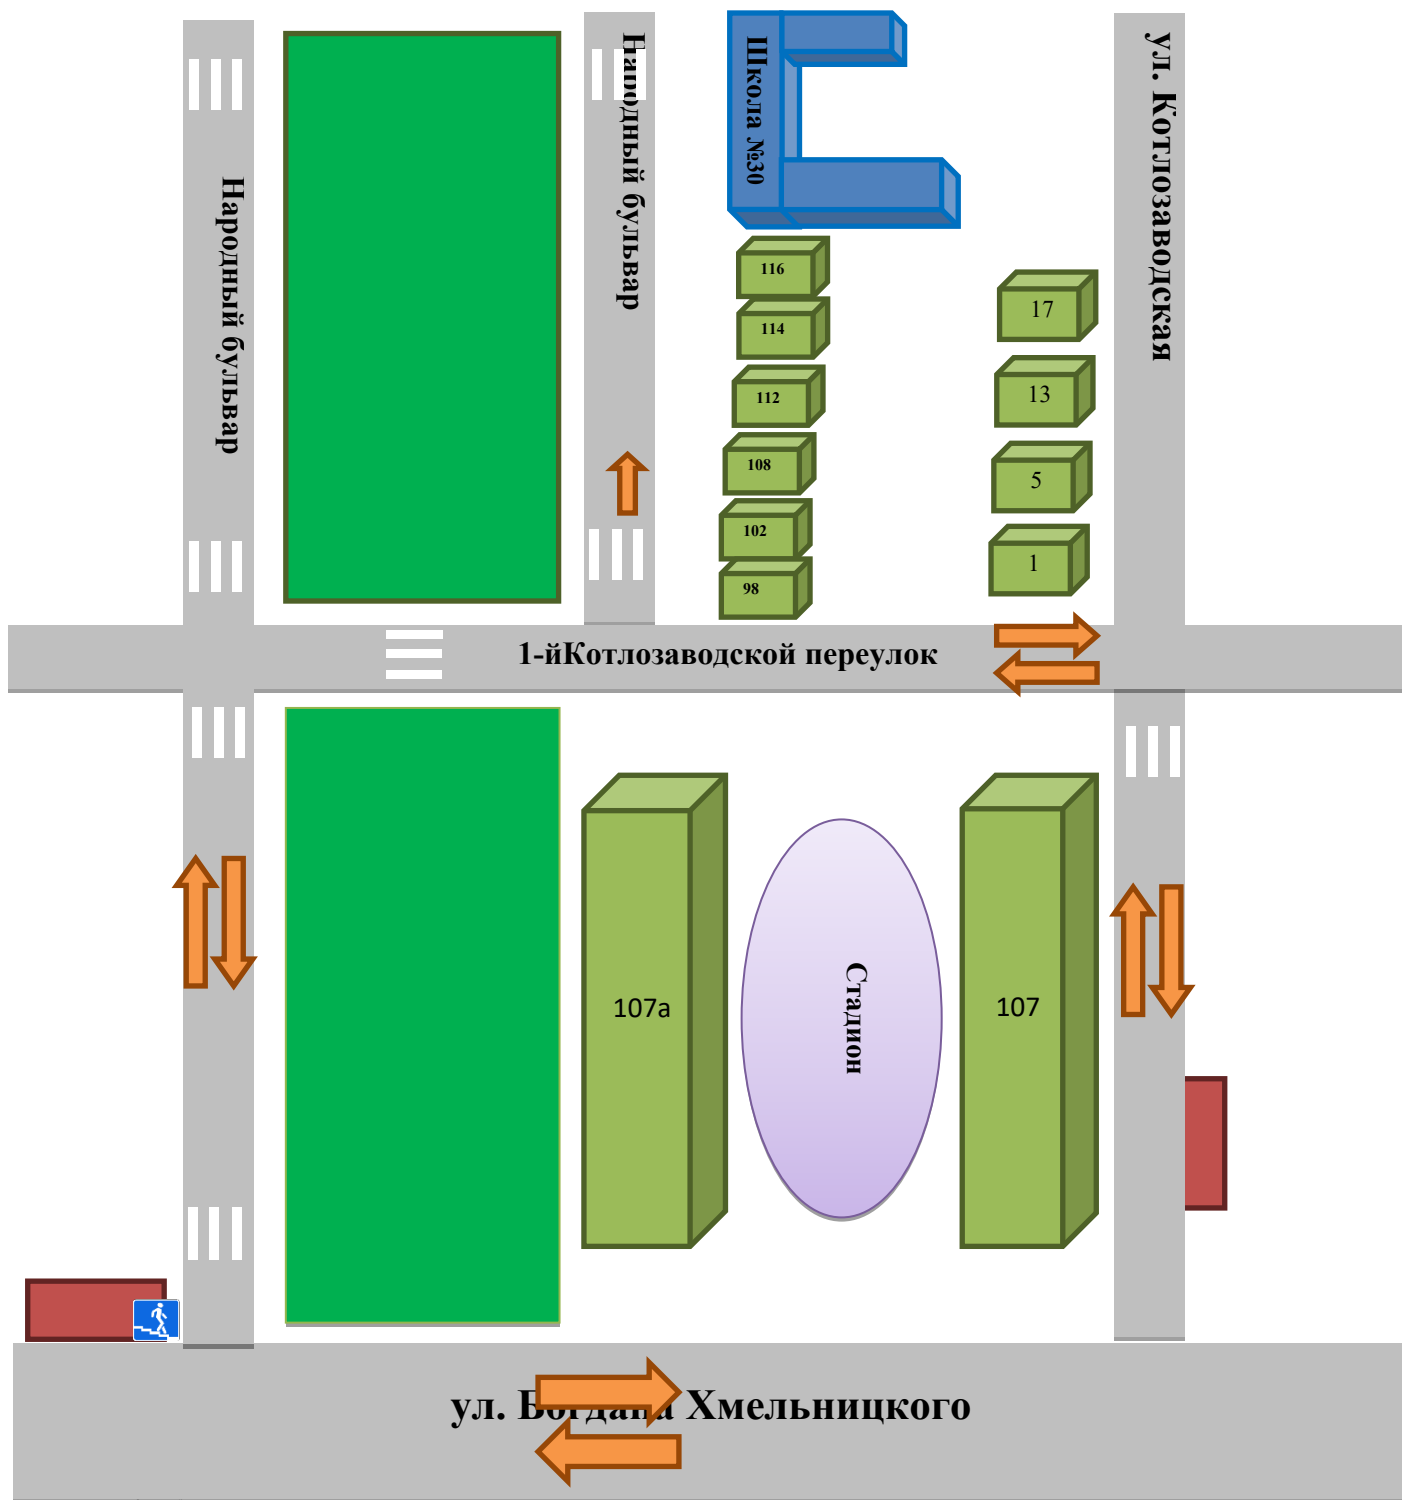 Народный бульвар
Школа №30
ул. Котлозаводская
Народный бульвар
116
114
17
112
13
108
5
102
1
98
1-йКотлозаводской переулок
107а
Стадион
107
ул. Богдана Хмельницкого